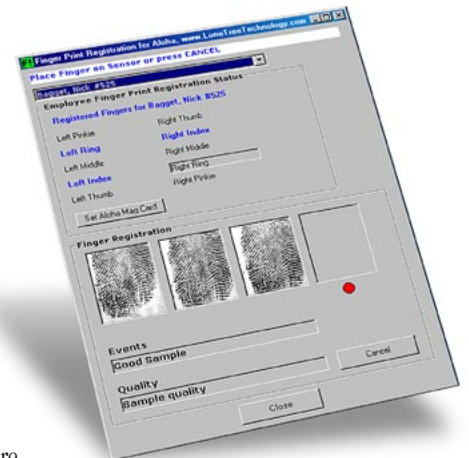 Finger Print Registration for Aloha, www.LoneTreeTechnology.com
Place Finger on Sensor or press CANCEL
Bagget, Nick #525
Employee Finger Print Registration Status
Registered Fingers for Bagget, Nick #525
Left Pinkie Right Thumb
Left Ring Right Index
Left Middle Right Middle
Left Index Right Ring
Left Thumb Right Pinkie
Set Aloha Mag Card
Finger Registration
Events
Good Sample
Quality
Sample quality
Cancel
Close